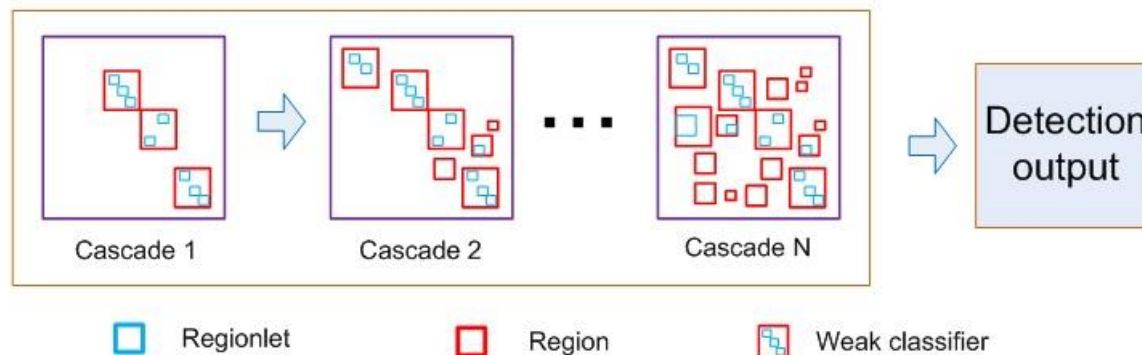 Cascade 1
Cascade 2
Cascade N
Detection
output
Regionlet
Region
Weak classifier